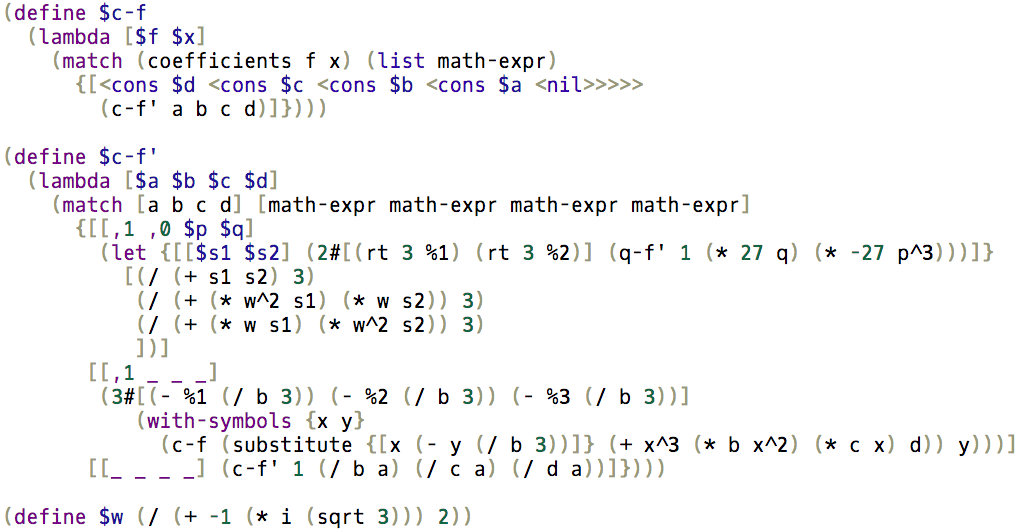 (define $c-f
  (lambda [$f $x]
    (match (coefficients f x) (list math-expr)
      {[<cons $d <cons $c <cons $b <cons $a <nil>>>>>
        (c-f' a b c d)]})))

(define $c-f'
  (lambda [$a $b $c $d]
    (match [a b c d] [math-expr math-expr math-expr math-expr]
      {[[,1 ,0 $p $q]
        (let {[[$s1 $s2] (2#[(rt 3 %1) (rt 3 %2)] (q-f' 1 (* 27 q) (* -27 p^3)))]}
          [(/ (+ s1 s2) 3)
           (/ (+ (* w^2 s1) (* w s2)) 3)
           (/ (+ (* w s1) (* w^2 s2)) 3)
           ])]
       [[,1 _ _ _]
        (3#[(- %1 (/ b 3)) (- %2 (/ b 3)) (- %3 (/ b 3))]
           (with-symbols {x y}
             (c-f (substitute {[x (- y (/ b 3))]} (+ x^3 (* b x^2) (* c x) d)) y)))]
       [[_ _ _ _] (c-f' 1 (/ b a) (/ c a) (/ d a))]})))

(define $w (/ (+ -1 (* i (sqrt 3))) 2))